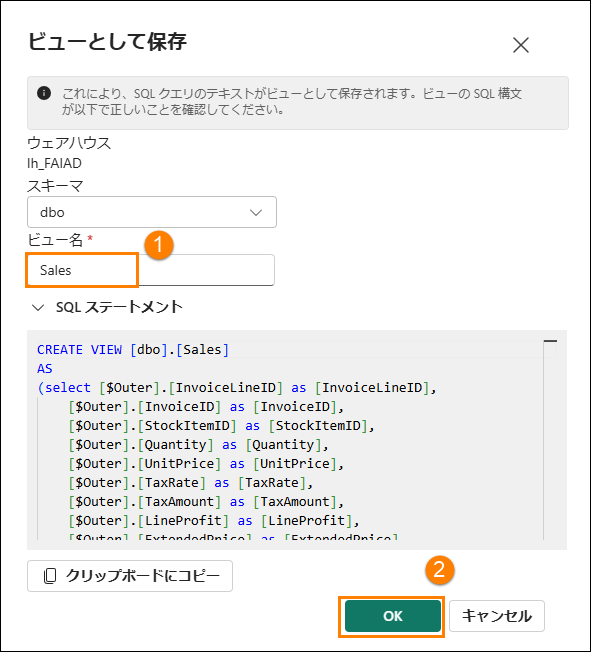 ビューとして保存
これにより、SQL クエリのテキストがビューとして保存されます。ビューの SQL 構文
が以下で正しいことを確認してください。
ウェアハウス
lh_FAIAD
スキーマ
dbo
ビュー名 *
1
Sales
SQL ステートメント
CREATE VIEW [dbo].[Sales]
AS
(select [$Outer].[InvoiceLineID] as [InvoiceLineID],
[$Outer].[InvoiceID] as [InvoiceID],
[$Outer].[StockItemID] as [StockItemID],
[$Outer].[Quantity] as [Quantity],
[$Outer].[UnitPrice] as [UnitPrice],
[$Outer].[TaxRate] as [TaxRate],
[$Outer].[TaxAmount] as [TaxAmount],
[$Outer].[LineProfit] as [LineProfit],
[$Outer].[ExtendedPrice] as [ExtendedPrice]
クリップボードにコピー
2
OK
キャンセル